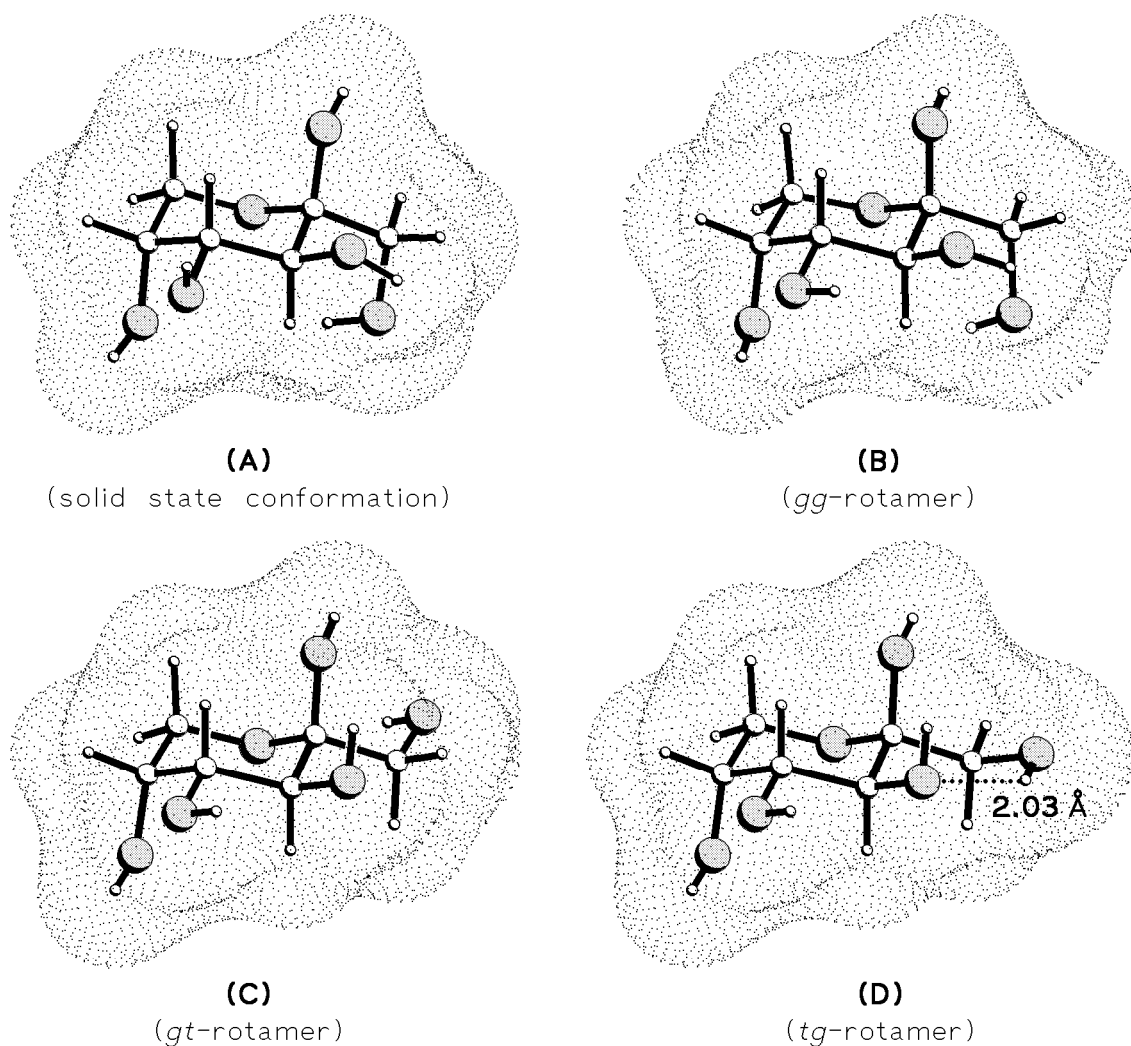 (A)
(solid state conformation)
(B)
(gg-rotamer)
2.03 Å
(C)
(gt-rotamer)
(D)
(tg-rotamer)